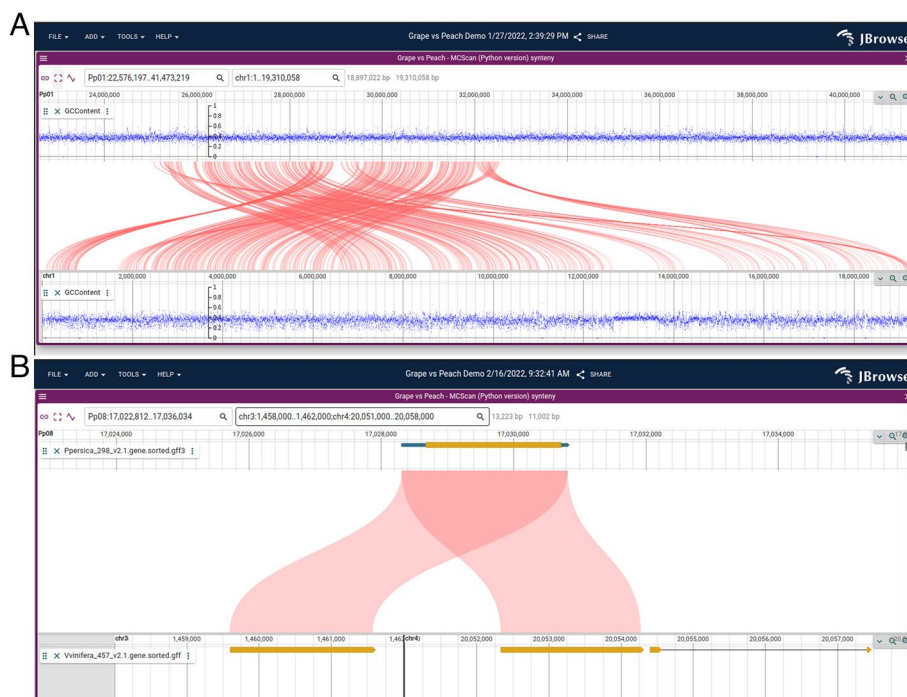 A
FILE ADD TOOLS HELP Grape vs Peach Demo 1/27/2022, 2:39:29 PM SHARE JBrowse
Grape vs Peach - MCScan (Python version) synteny
Pp01:22,576,197..41,473,219 chr1:1..19,310,058 18,897,022 bp 19,310,058 bp
Pp01 24,000,000 26,000,000 28,000,000 30,000,000 32,000,000 34,000,000 36,000,000 38,000,000 40,000,000
GCContent
1
0.8
0.6
0.4
0.2
0
chr1 2,000,000 4,000,000 6,000,000 8,000,000 10,000,000 12,000,000 14,000,000 16,000,000 18,000,000
GCContent
1
0.8
0.6
0.4
0.2
0
B
FILE ADD TOOLS HELP Grape vs Peach Demo 2/16/2022, 9:32:41 AM SHARE JBrowse
Grape vs Peach - MCScan (Python version) synteny
Pp08:17,022,812..17,036,034 chr3:1,458,000..1,462,000;chr4:20,051,000..20,058,000 13,223 bp 11,002 bp
Pp08 17,024,000 17,026,000 17,028,000 17,030,000 17,032,000 17,034,000
Ppersica_298_v2.1.gene.sorted.gff3
chr3 1,459,000 1,460,000 1,461,000 chr4 20,052,000 20,053,000 20,054,000 20,055,000 20,056,000 20,057,000
Vvinifera_457_v2.1.gene.sorted.gff